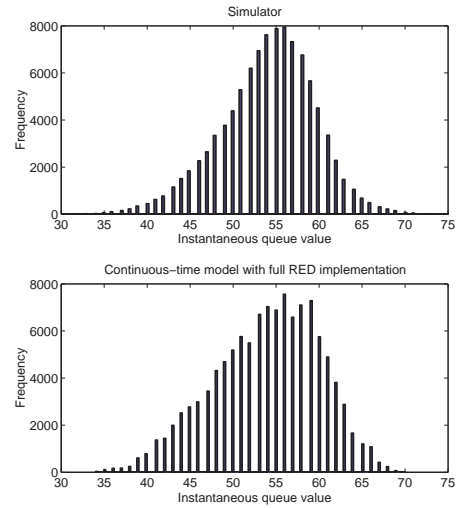 Simulator
8000
6000
4000
2000
0
Frequency
30 35 40 45 50 55 60 65 70 75
Instantaneous queue value
Continuous−time model with full RED implementation
8000
6000
4000
2000
0
Frequency
30 35 40 45 50 55 60 65 70 75
Instantaneous queue value